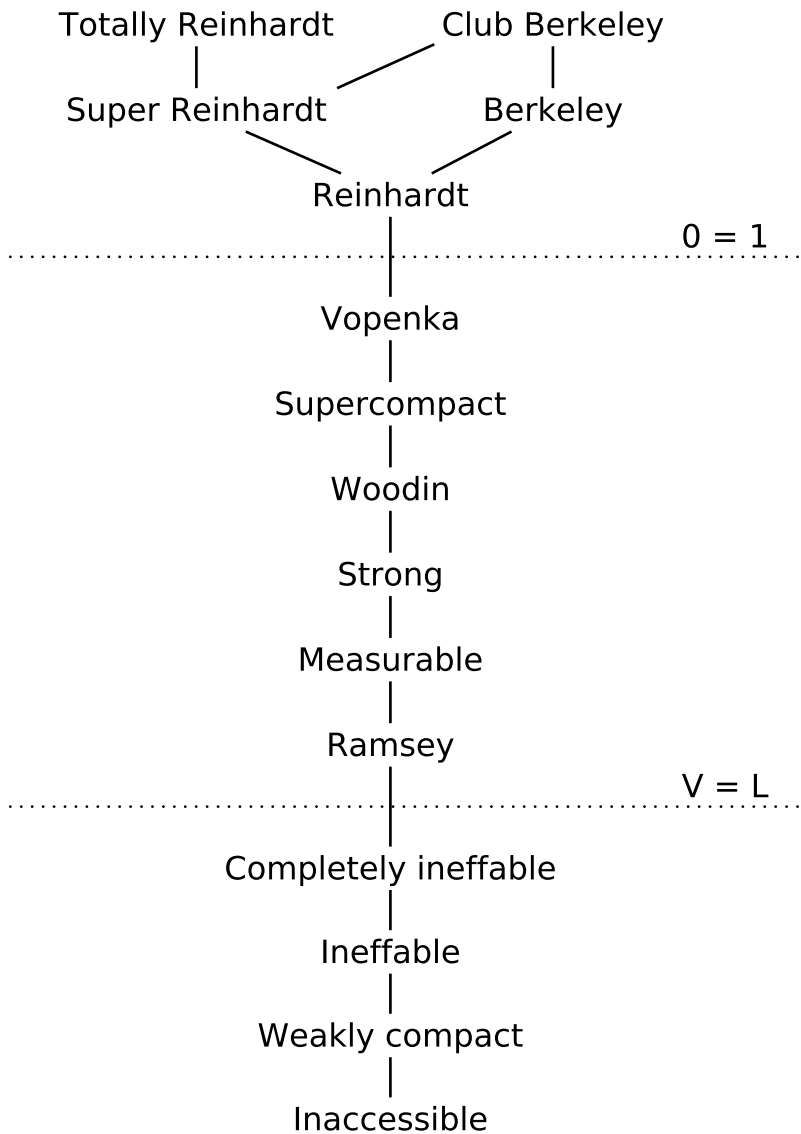 Totally Reinhardt
Club Berkeley
Super Reinhardt
Berkeley
Reinhardt
0 = 1
Vopenka
Supercompact
Woodin
Strong
Measurable
Ramsey
V = L
Completely ineffable
Ineffable
Weakly compact
Inaccessible